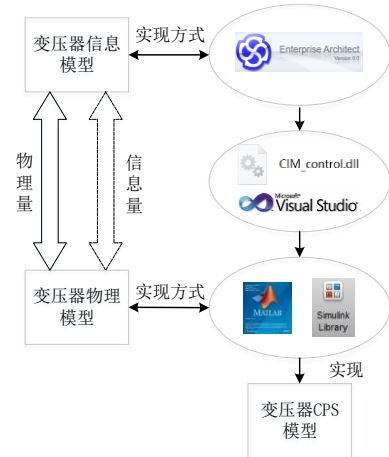 变压器信息
模型
实现方式
Enterprise Architect
Version 8.0
物理量
信息量
CIM_control.dll
Microsoft
Visual Studio
变压器物理
模型
实现方式
MATLAB
Simulink
Library
实现
变压器CPS
模型